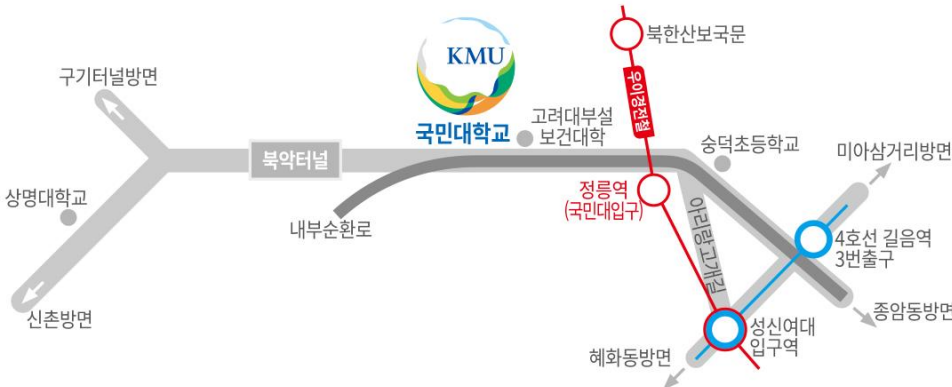 북한산보국문
구기터널방면
KMU
국민대학교
우이경전철
고려대부설
보건대학
숭덕초등학교
미아삼거리방면
북악터널
상명대학교
정릉역
(국민대입구)
내부순환로
아리랑고개길
4호선 길음역
3번출구
신촌방면
종암동방면
성신여대
입구역
혜화동방면